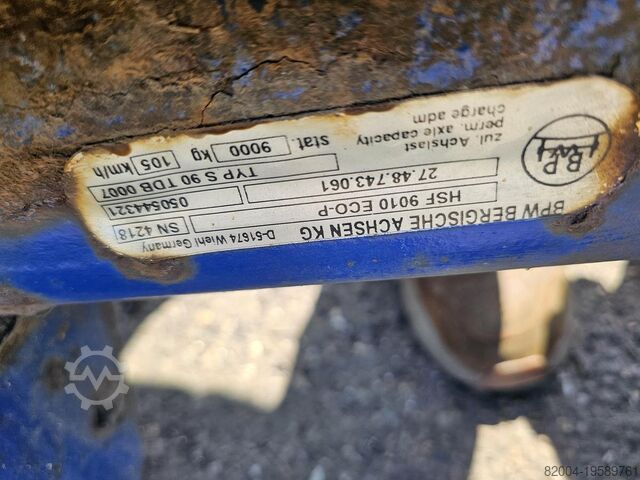 BPW
BPW BERGISCHE ACHSEN KG
D-51674 Wiehl Germany
HSF 9010 ECO-P
SN 4218
27.48.743.061
050544321
TYP S 90 TDB 0007
zul. Achslast
perm. axle capacity
charge adm
Stat. 9000 kg 105 km/h
82004-19589761